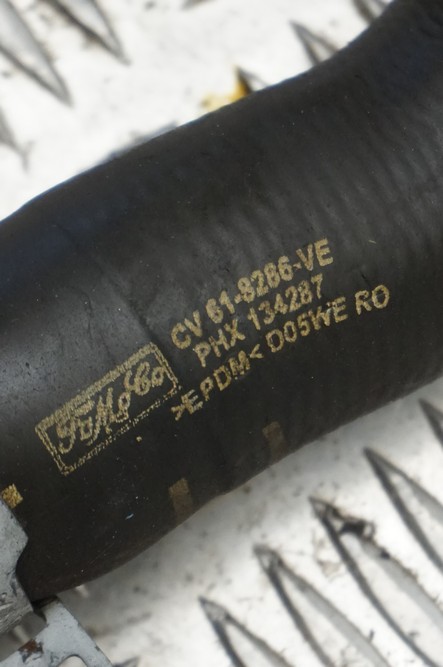 CV 61-8286-VE
PHX 134287
>EPDM< D05WE RO
FoMoCo